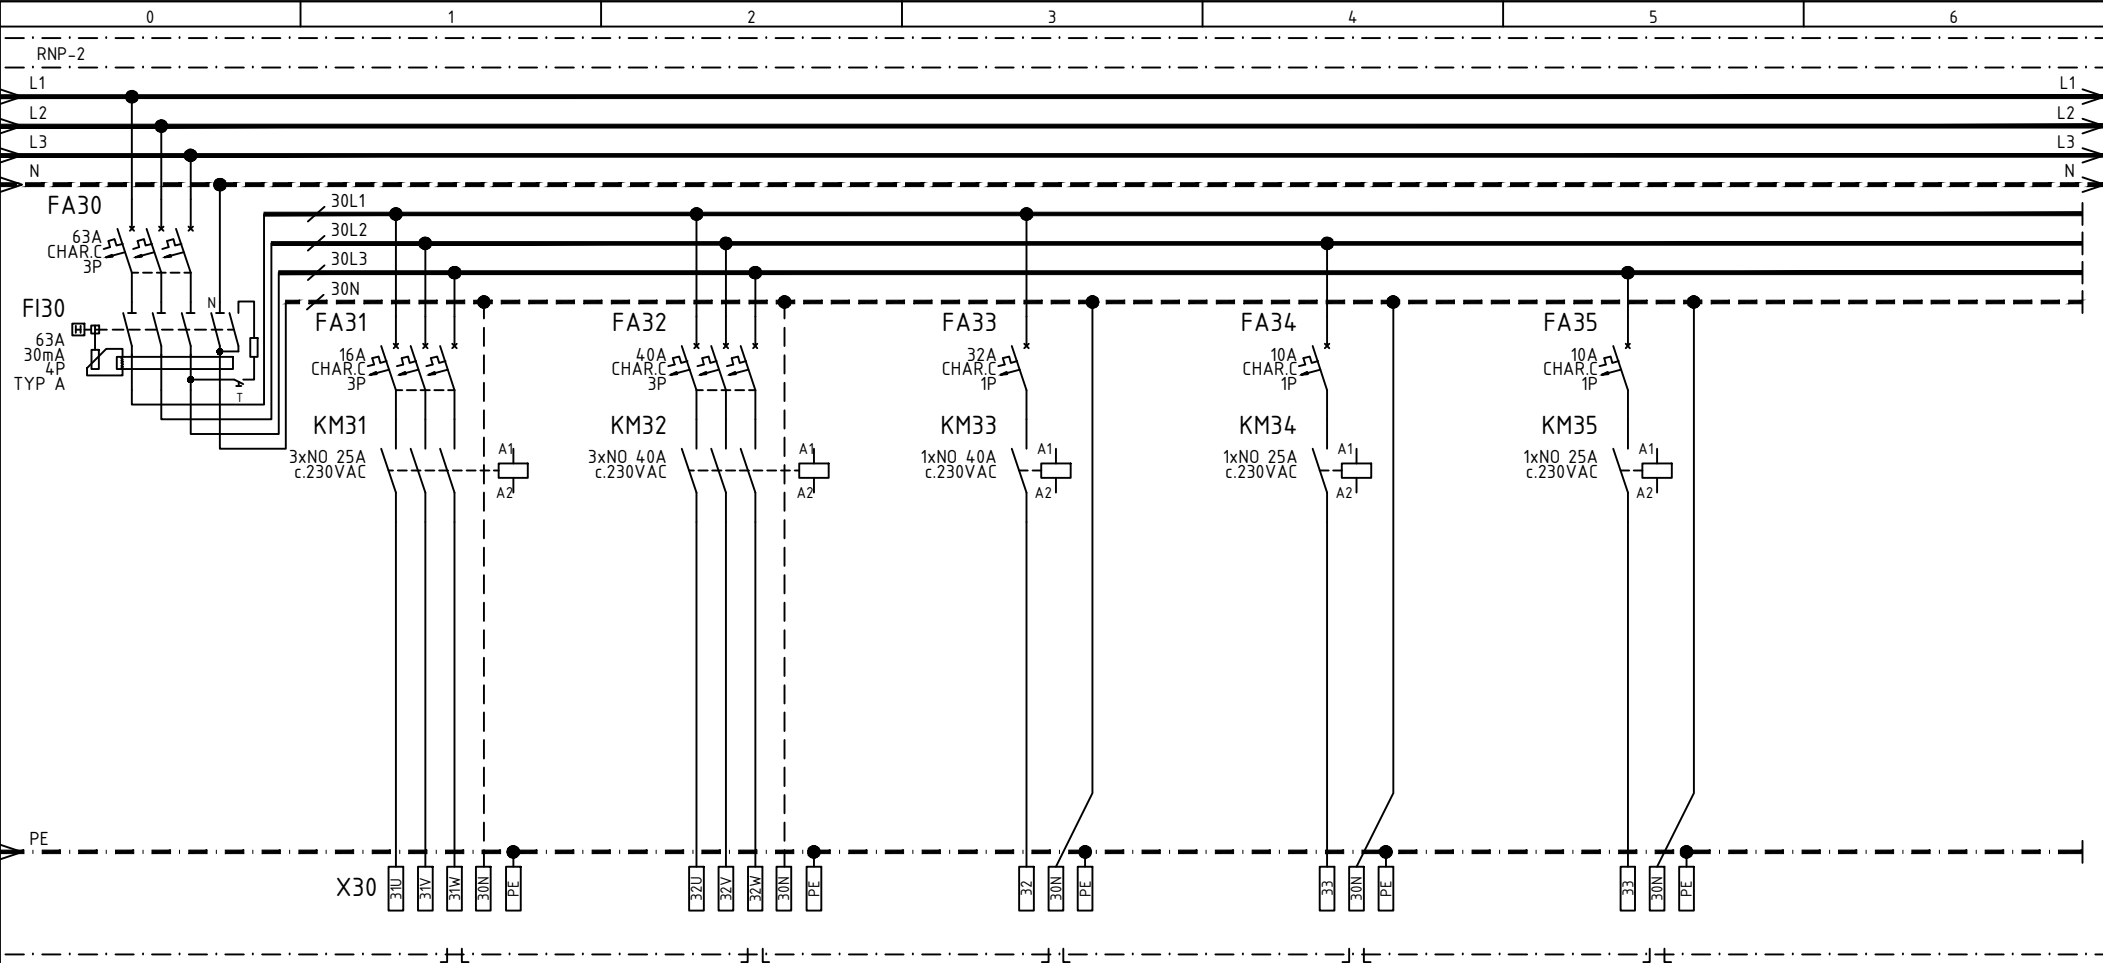 0 1 2 3 4 5 6
RNP-2
L1 L1
L2 L2
L3 L3
N N
FA30
63A
CHAR.C
3P
30L1
30L2
30L3
30N
N
FI30
63A
30mA
4P
TYP A
H
T
FA31
16A
CHAR.C
3P
FA32
40A
CHAR.C
3P
FA33
32A
CHAR.C
1P
FA34
10A
CHAR.C
1P
FA35
10A
CHAR.C
1P
KM31
3xNO 25A
c.230VAC
A1
A2
KM32
3xNO 40A
c.230VAC
A1
A2
KM33
1xNO 40A
c.230VAC
A1
A2
KM34
1xNO 25A
c.230VAC
A1
A2
KM35
1xNO 25A
c.230VAC
A1
A2
PE
X30
31U 31V 31W 30N PE
32U 32V 32W 30N PE
32 30N PE
33 30N PE
33 30N PE